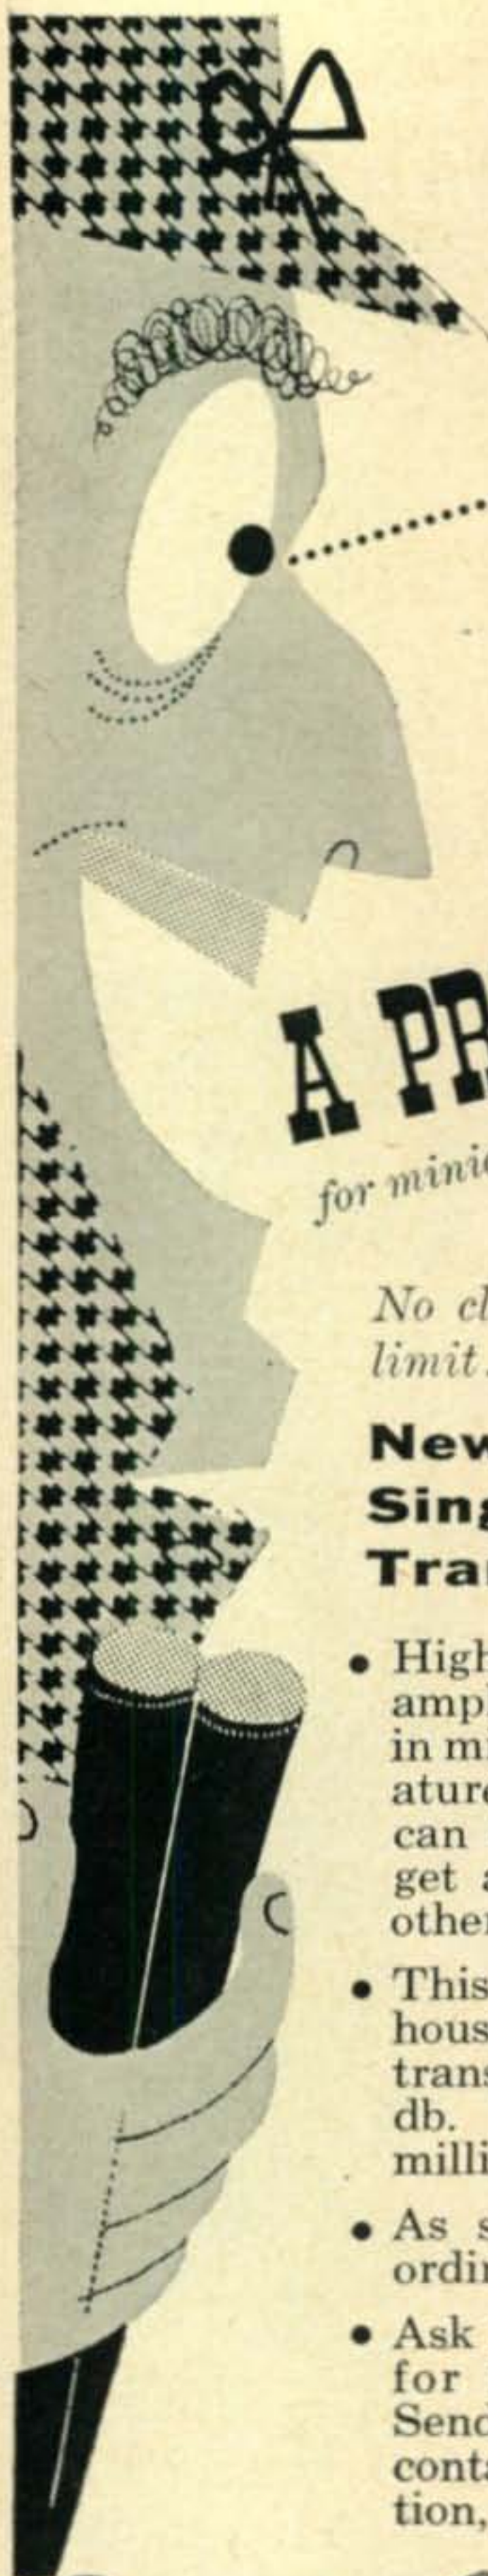 A PR
for mini
No cl
limit
New
Sing
Tra
• High
amp
in mi
ature
can
get a
other
• This
hous
trans
db.
milli
• As s
ordin
• Ask
for
Send
conta
tion,